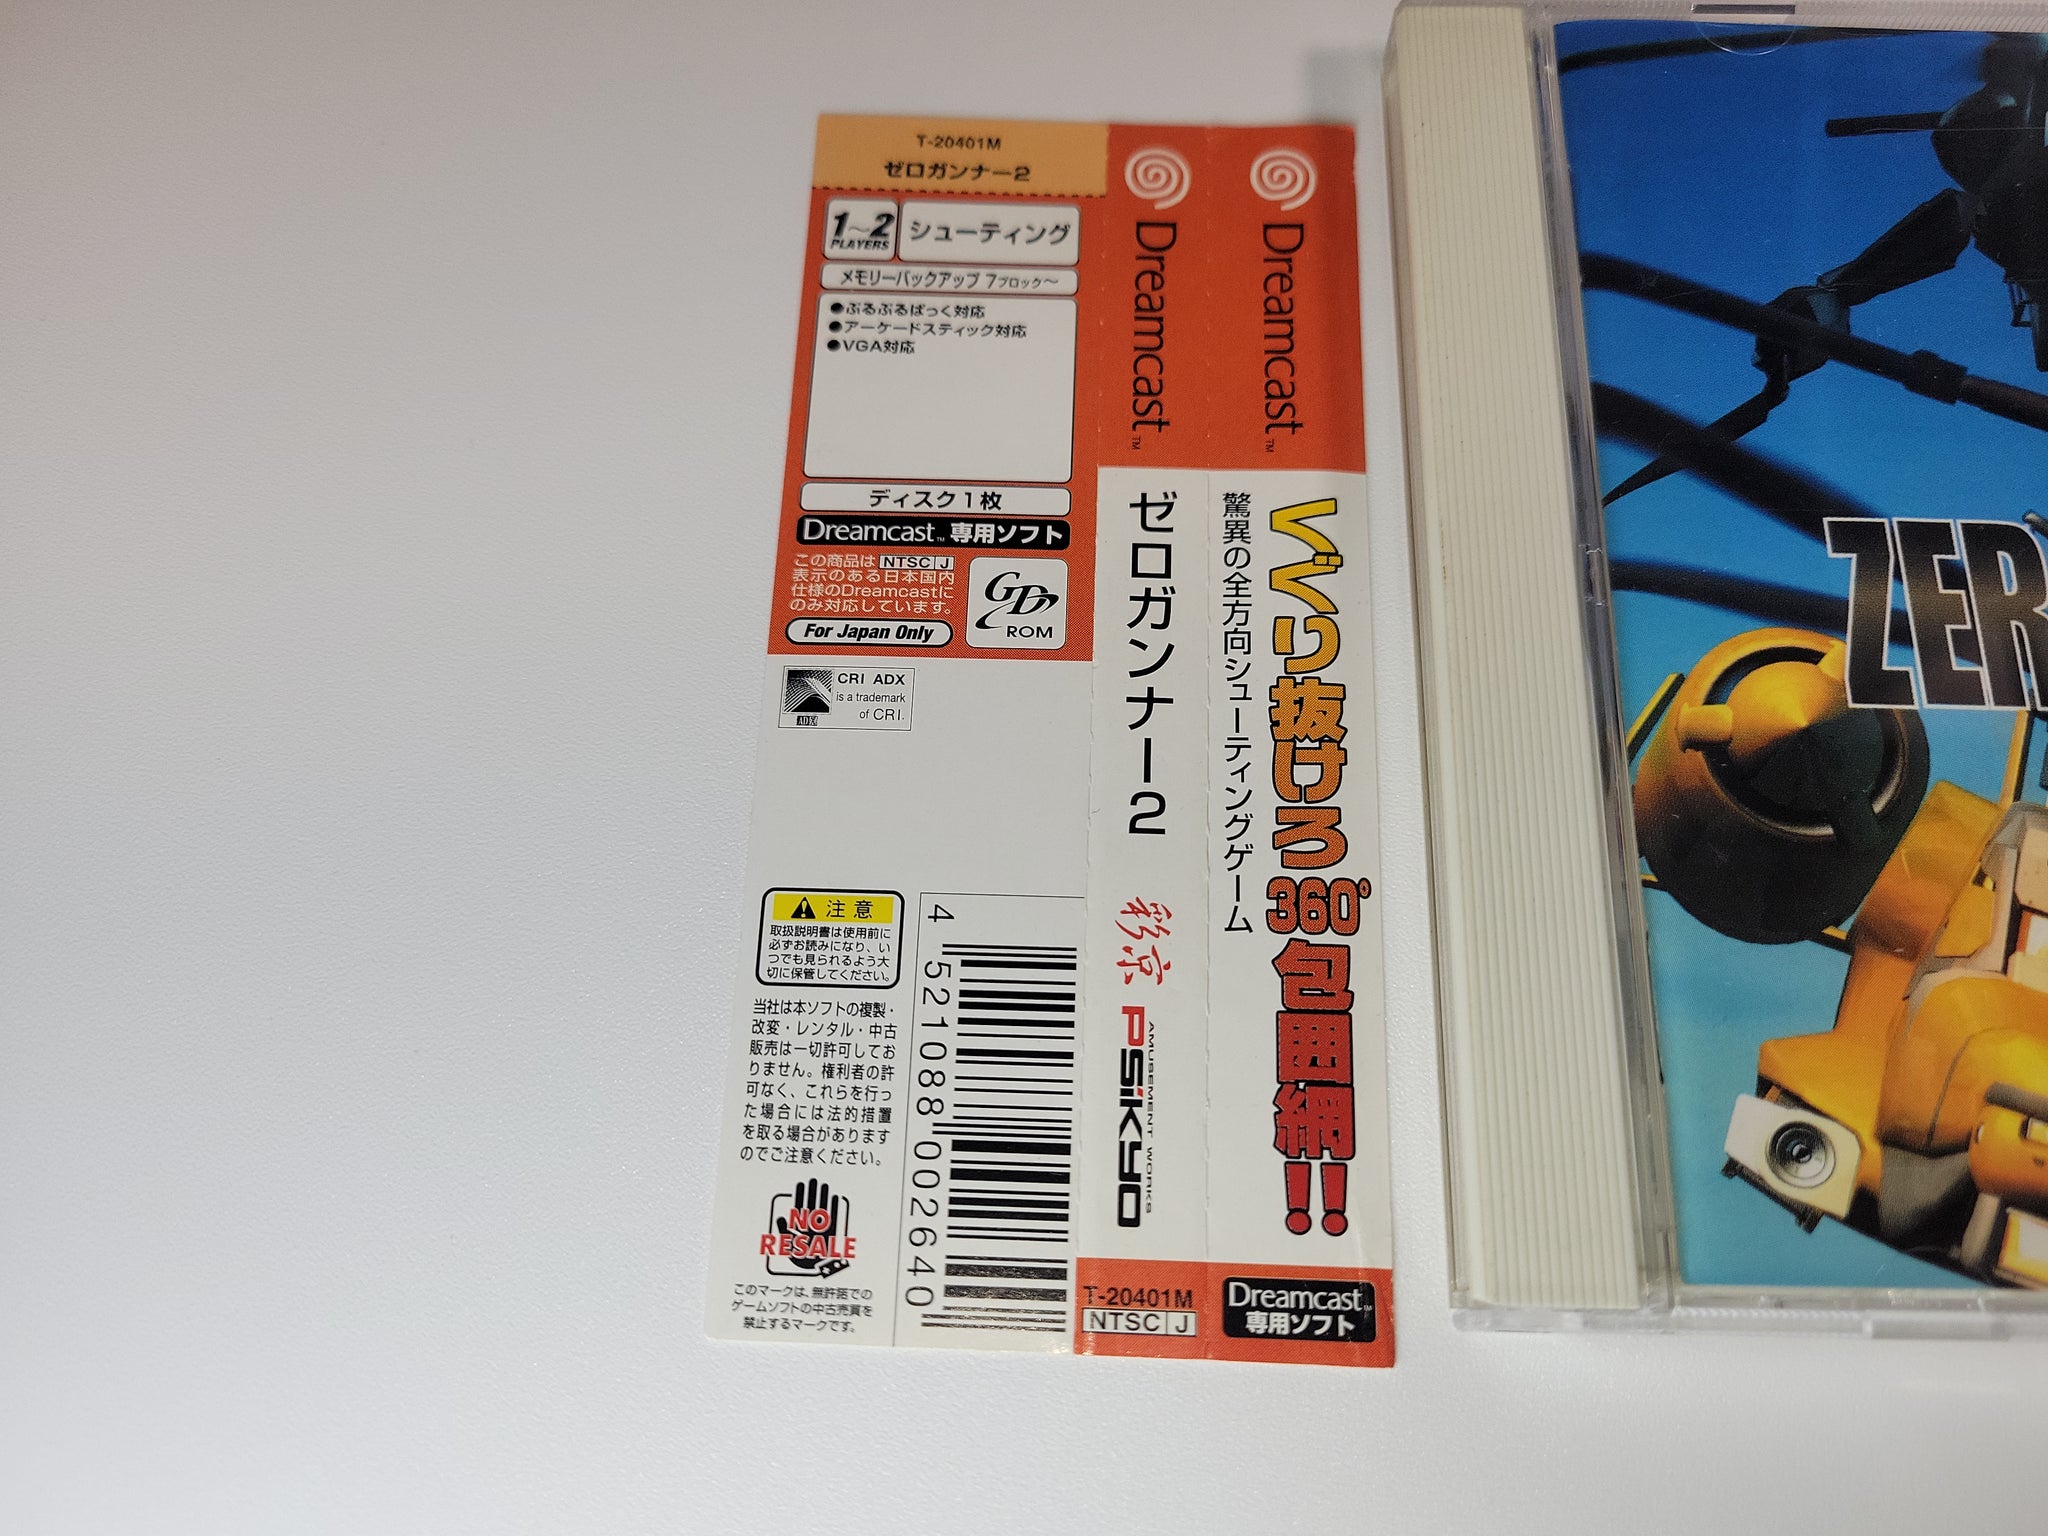 T-20401M
ゼロガンナー2
1~2
PLAYERS
シューティング
メモリーバックアップ 7ブロック〜
●ぷるぷるぱっく対応
●アーケードスティック対応
●VGA対応
ディスク1枚
Dreamcast™ 専用ソフト
この商品は NTSC J
表示のある日本国内
仕様のDreamcastに
のみ対応しています。
For Japan Only
GD
ROM
CRI ADX
is a trademark
of CRI.
ADX
注意
取扱説明書は使用前に
必ずお読みになり、い
つでも見られるよう大
切に保管してください。
当社は本ソフトの複製・
改変・レンタル・中古
販売は一切許可してお
りません。権利者の許
可なく、これらを行っ
た場合には法的措置
を取る場合があります
のでご注意ください。
NO
RESALE
このマークは、無許諾での
ゲームソフトの中古売買を
禁止するマークです。
4 521088 002640
Dreamcast™
ゼロガンナー2
彩京
AMUSEMENT WORKS
PSiKYO
T-20401M
NTSC J
Dreamcast™
くぐり抜けろ360°包囲網!!
驚異の全方向シューティングゲーム
Dreamcast™
専用ソフト
ZER